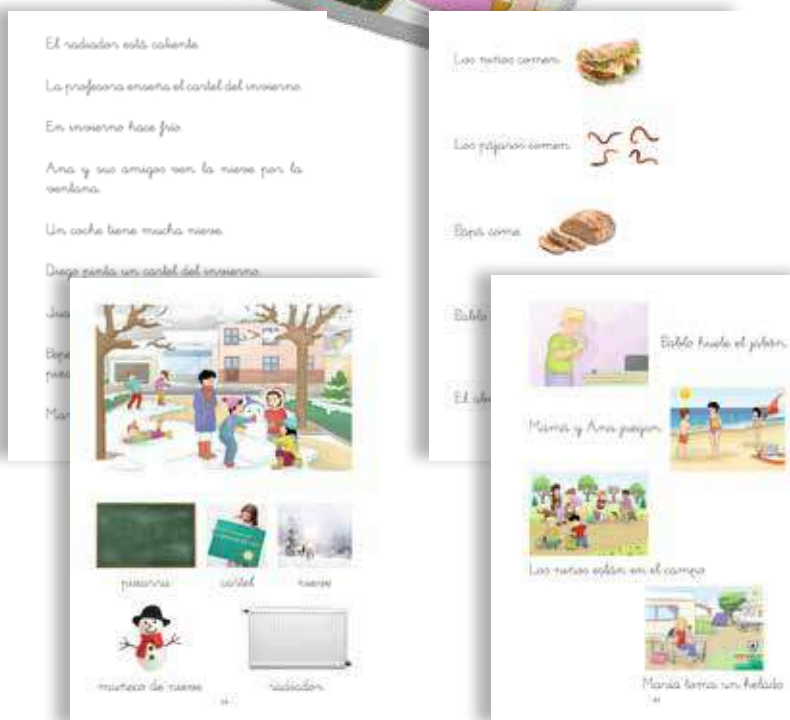 El radiador está caliente.
La profesora enseña el cartel del invierno.
En invierno hace frío.
Ana y sus amigos ven la nieve por la
ventana.
Un coche tiene mucha nieve.
Diego pinta un cartel del invierno.
Los niños comen
Los pájaros comen
Papá come
Pablo
El
pizarra
cartel
nieve
muñeco de nieve
radiador
Pablo huele el jabón.
Mamá y Ana juegan.
Los niños están en el campo
María toma un helado